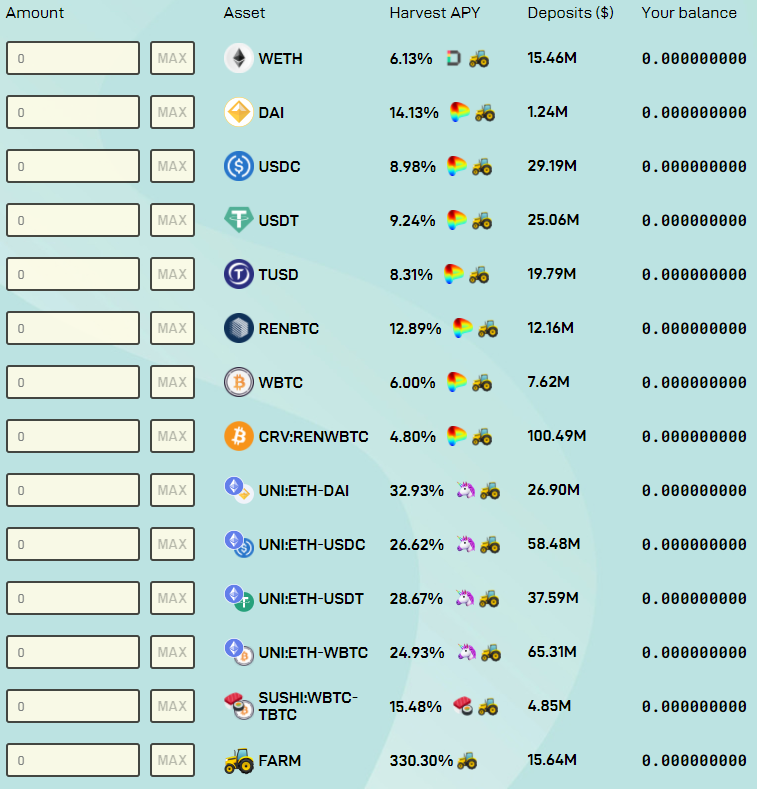 Amount Asset Harvest APY Deposits ($) Your balance
0 MAX WETH 6.13% 15.46M 0.000000000
0 MAX DAI 14.13% 1.24M 0.000000000
0 MAX USDC 8.98% 29.19M 0.000000000
0 MAX USDT 9.24% 25.06M 0.000000000
0 MAX TUSD 8.31% 19.79M 0.000000000
0 MAX RENBTC 12.89% 12.16M 0.000000000
0 MAX WBTC 6.00% 7.62M 0.000000000
0 MAX CRV:RENWBTC 4.80% 100.49M 0.000000000
0 MAX UNI:ETH-DAI 32.93% 26.90M 0.000000000
0 MAX UNI:ETH-USDC 26.62% 58.48M 0.000000000
0 MAX UNI:ETH-USDT 28.67% 37.59M 0.000000000
0 MAX UNI:ETH-WBTC 24.93% 65.31M 0.000000000
0 MAX SUSHI:WBTC-
TBTC 15.48% 4.85M 0.000000000
0 MAX FARM 330.30% 15.64M 0.000000000